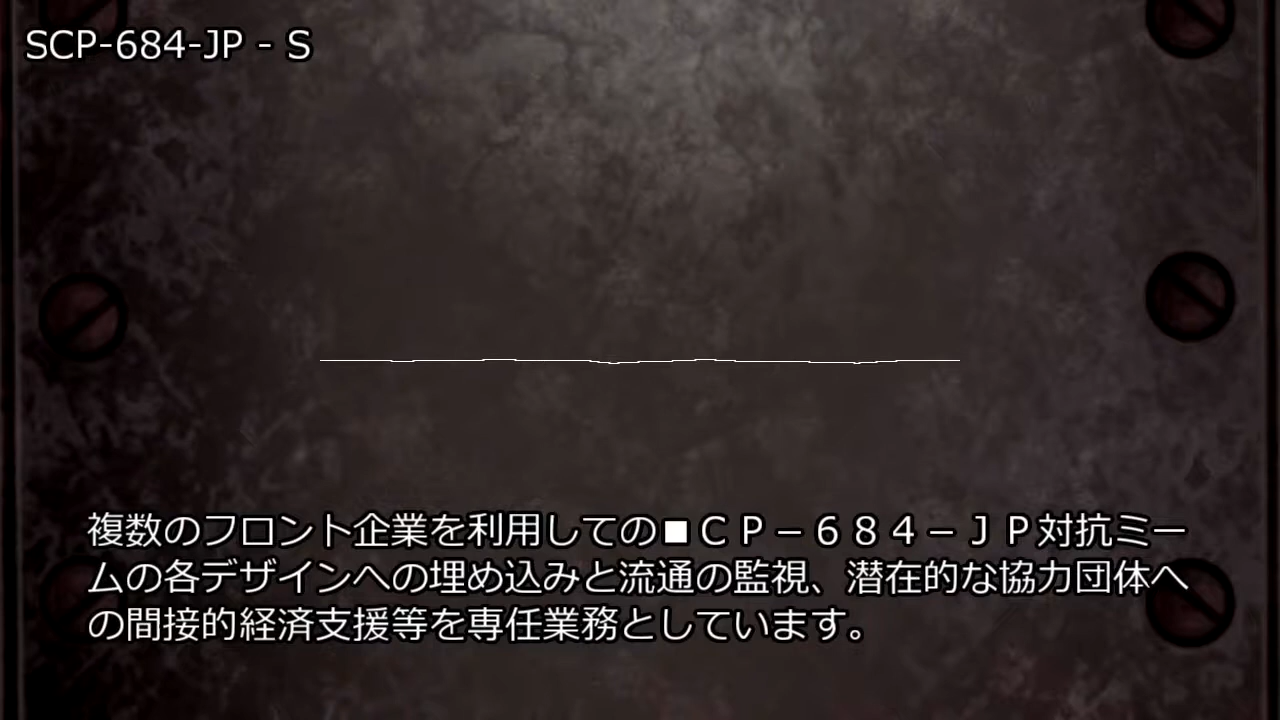 SCP-684-JP - S
複数のフロント企業を利用しての■ＣＰ－６８４－ＪＰ対抗ミー
ムの各デザインへの埋め込みと流通の監視、潜在的な協力団体へ
の間接的経済支援等を専任業務としています。